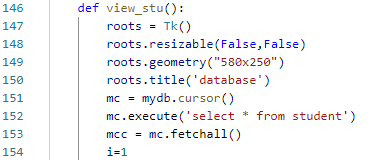 146 def view_stu():
147 roots = Tk()
148 roots.resizable(False,False)
149 roots.geometry("580x250")
150 roots.title('database')
151 mc = mydb.cursor()
152 mc.execute('select * from student')
153 mcc = mc.fetchall()
154 i=1